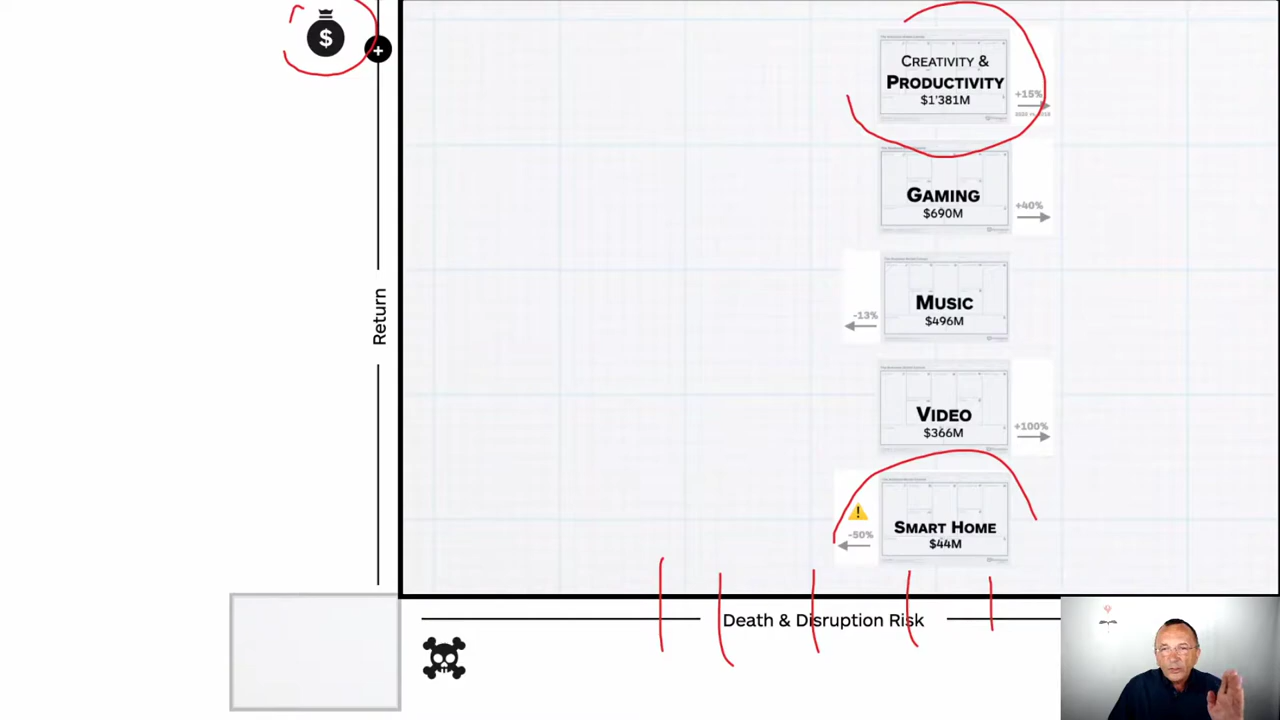 $
+
CREATIVITY &
PRODUCTIVITY
$1'381M
+15%
GAMING
$690M
+40%
Return
MUSIC
$496M
-13%
VIDEO
$366M
+100%
!
SMART HOME
$44M
-50%
Death & Disruption Risk